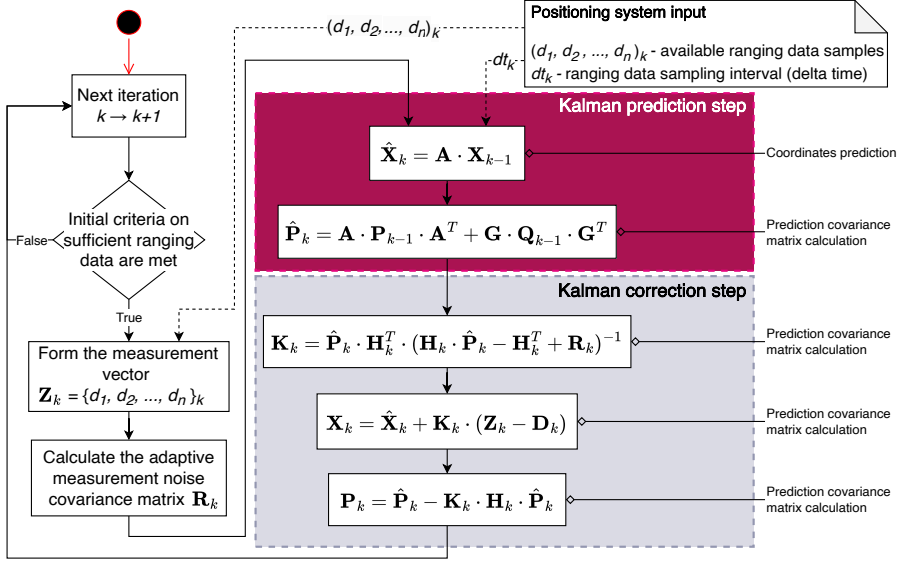 Positioning system input
(d₁, d₂, ..., dₙ)ₖ - available ranging data samples
dtₖ - ranging data sampling interval (delta time)
(d₁, d₂,..., dₙ)ₖ
dtₖ
Next iteration
k → k+1
Initial criteria on
sufficient ranging
data are met
False
True
Form the measurement
vector
𝐙ₖ = {d₁, d₂, ..., dₙ}ₖ
Calculate the adaptive
measurement noise
covariance matrix 𝐑ₖ
Kalman prediction step
𝐗̂ₖ = 𝐀 · 𝐗ₖ₋₁
Coordinates prediction
𝐏̂ₖ = 𝐀 · 𝐏ₖ₋₁ · 𝐀ᵀ + 𝐆 · 𝐐ₖ₋₁ · 𝐆ᵀ
Prediction covariance
matrix calculation
Kalman correction step
𝐊ₖ = 𝐏̂ₖ · 𝐇ₖᵀ · (𝐇ₖ · 𝐏̂ₖ − 𝐇ₖᵀ + 𝐑ₖ)⁻¹
Prediction covariance
matrix calculation
𝐗ₖ = 𝐗̂ₖ + 𝐊ₖ · (𝐙ₖ − 𝐃ₖ)
Prediction covariance
matrix calculation
𝐏ₖ = 𝐏̂ₖ − 𝐊ₖ · 𝐇ₖ · 𝐏̂ₖ
Prediction covariance
matrix calculation